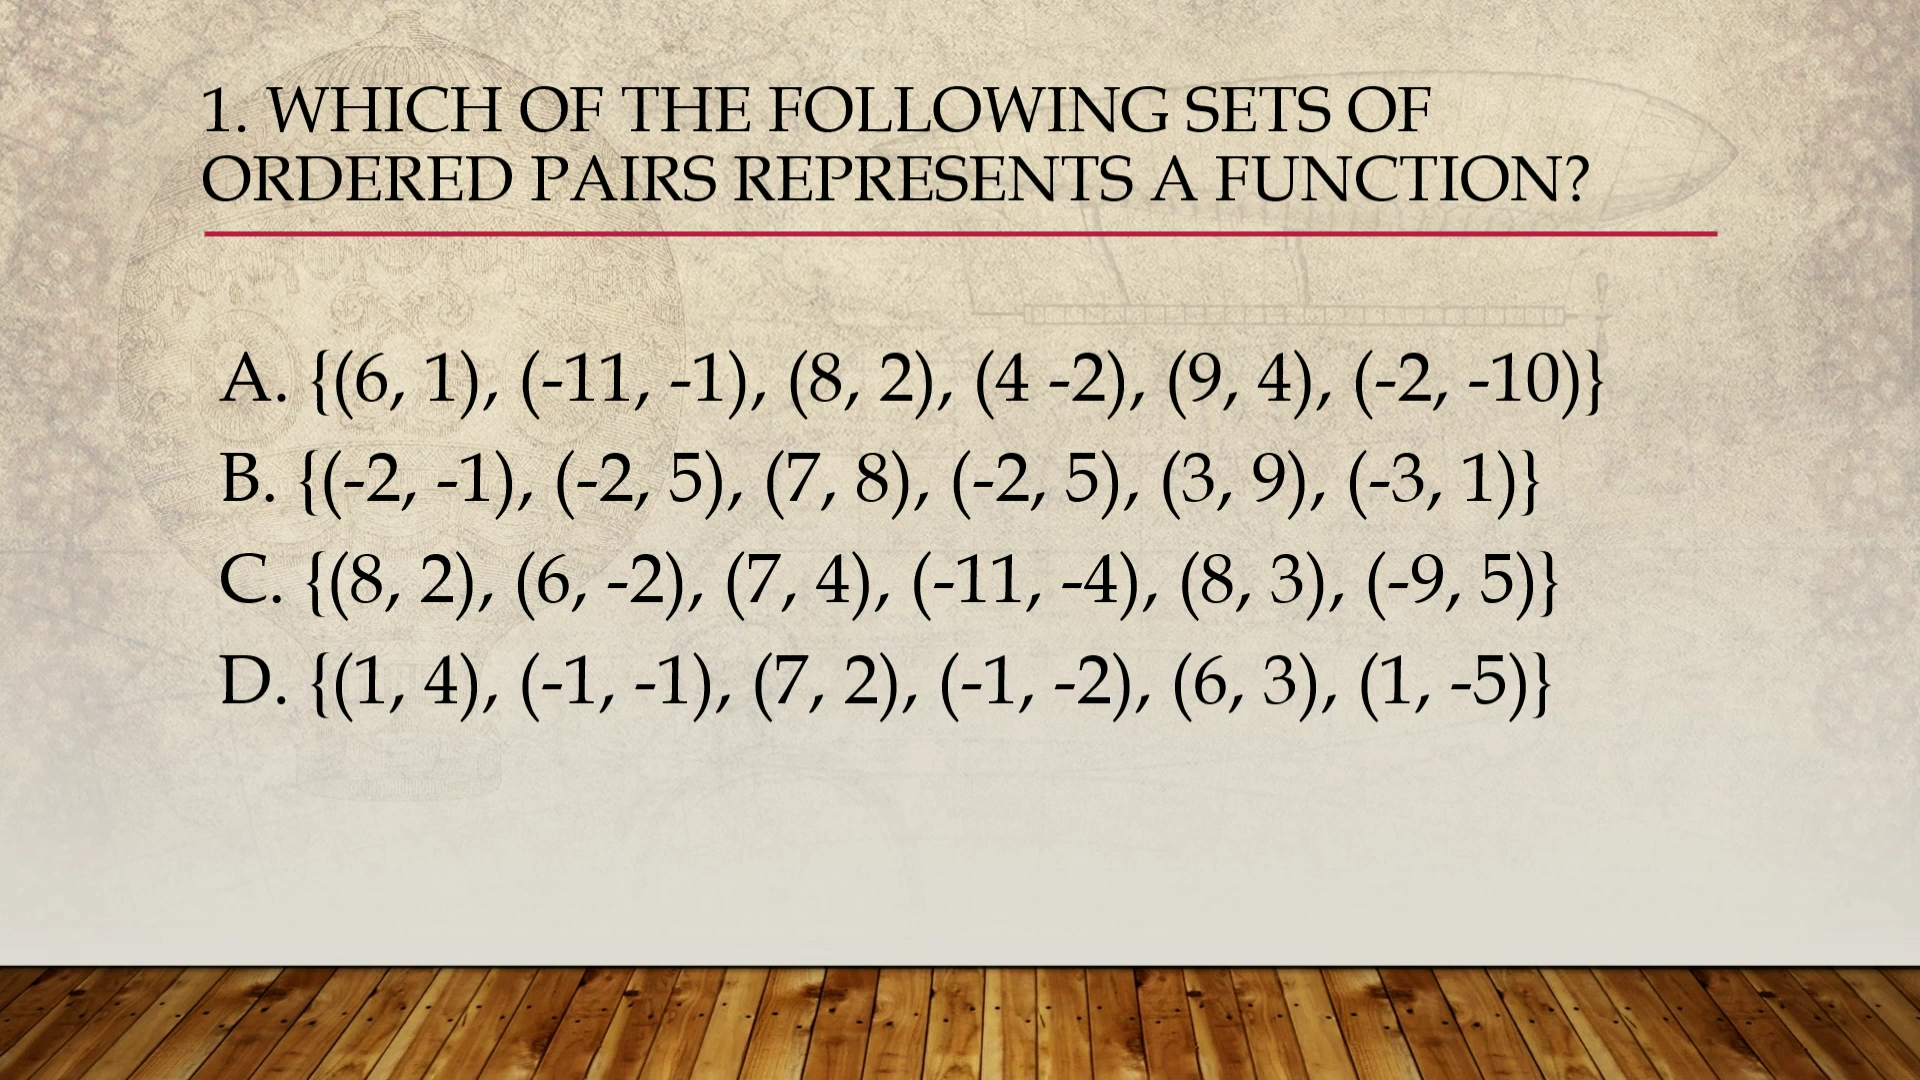 1. WHICH OF THE FOLLOWING SETS OF
ORDERED PAIRS REPRESENTS A FUNCTION?
A. {(6, 1), (-11, -1), (8, 2), (4 -2), (9, 4), (-2, -10)}
B. {(-2, -1), (-2, 5), (7, 8), (-2, 5), (3, 9), (-3, 1)}
C. {(8, 2), (6, -2), (7, 4), (-11, -4), (8, 3), (-9, 5)}
D. {(1, 4), (-1, -1), (7, 2), (-1, -2), (6, 3), (1, -5)}